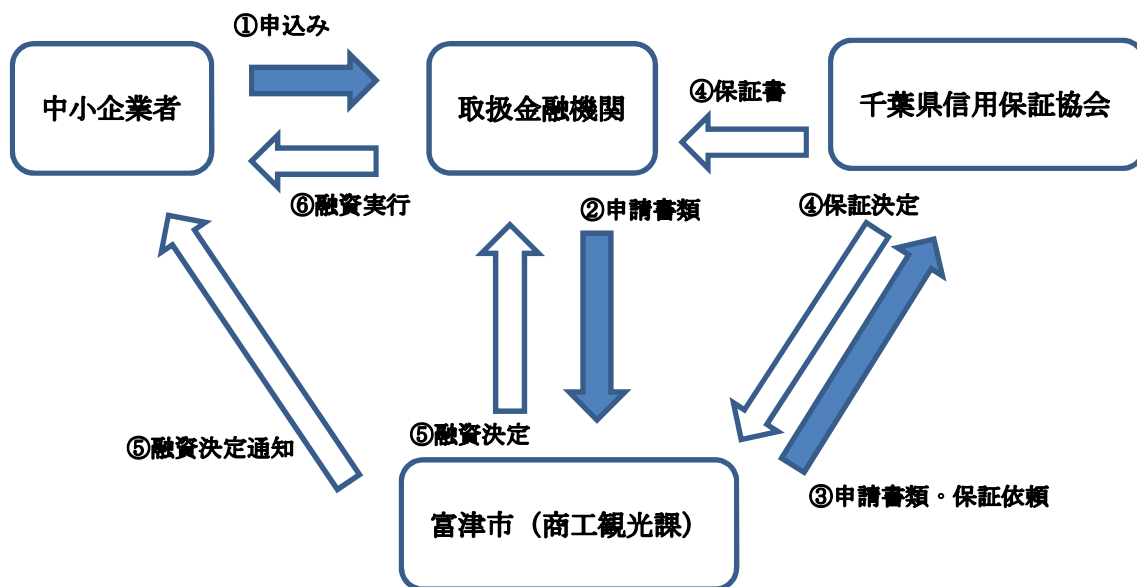 ①申込み
中小企業者
取扱金融機関
④保証書
千葉県信用保証協会
⑥融資実行
②申請書類
④保証決定
⑤融資決定通知
⑤融資決定
③申請書類・保証依頼
富津市（商工観光課）